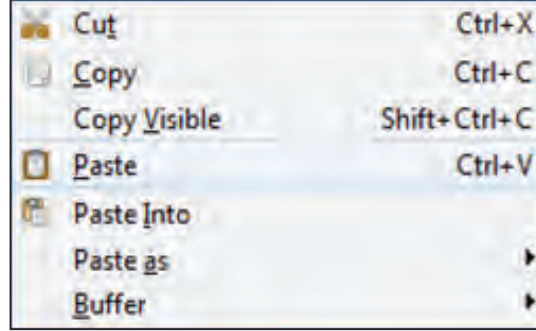 Cut Ctrl+X
Copy Ctrl+C
Copy Visible Shift+Ctrl+C
Paste Ctrl+V
Paste Into
Paste as
Buffer